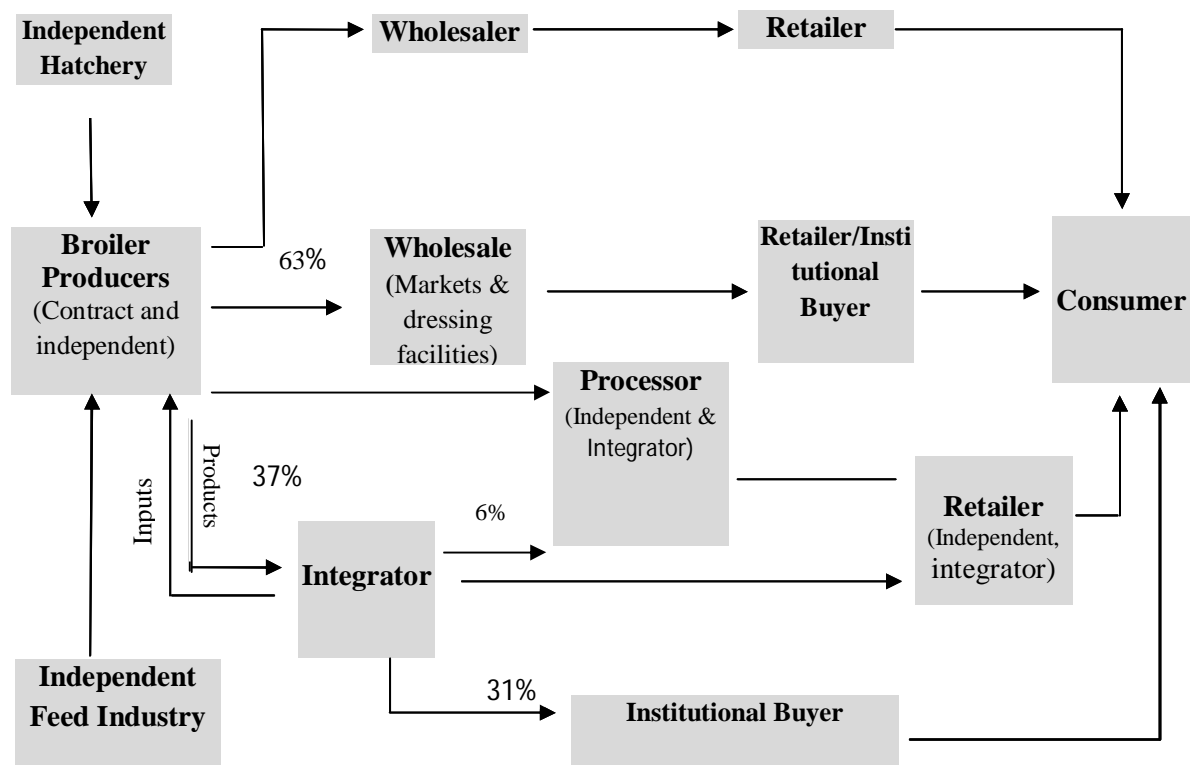 Independent
Hatchery
Wholesaler
Retailer
Broiler
Producers
(Contract and
independent)
63%
Wholesale
(Markets &
dressing
facilities)
Retailer/Insti
tutional
Buyer
Consumer
Processor
(Independent &
Integrator)
Inputs
Products
37%
6%
Integrator
Retailer
(Independent,
integrator)
Independent
Feed Industry
31%
Institutional Buyer